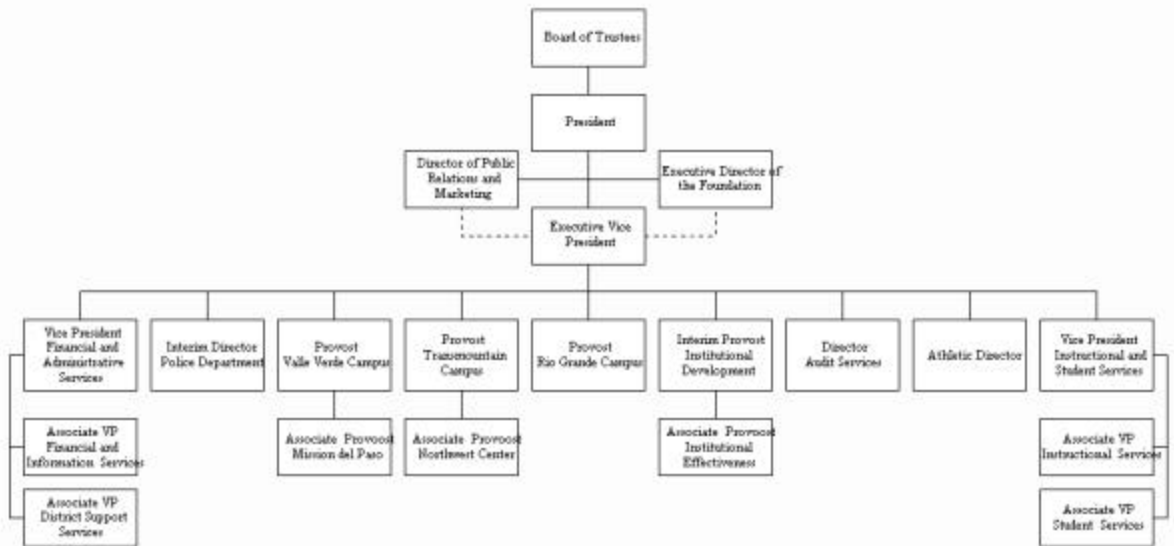 Board of Trustees
President
Director of Public
Relations and
Marketing
Executive Director of
the Foundation
Executive Vice
President
Vice President
Financial and
Administrative
Services
Interim Director
Police Department
Provost
Valle Verde Campus
Provost
Transmountain
Campus
Provost
Rio Grande Campus
Interim Provost
Institutional
Development
Director
Audit Services
Athletic Director
Vice President
Instructional and
Student Services
Associate VP
Financial and
Information Services
Associate Provoost
Mission del Paso
Associate Provoost
Northwest Center
Associate Provoost
Institutional
Effectiveness
Associate VP
Instructional Services
Associate VP
District Support
Services
Associate VP
Student Services